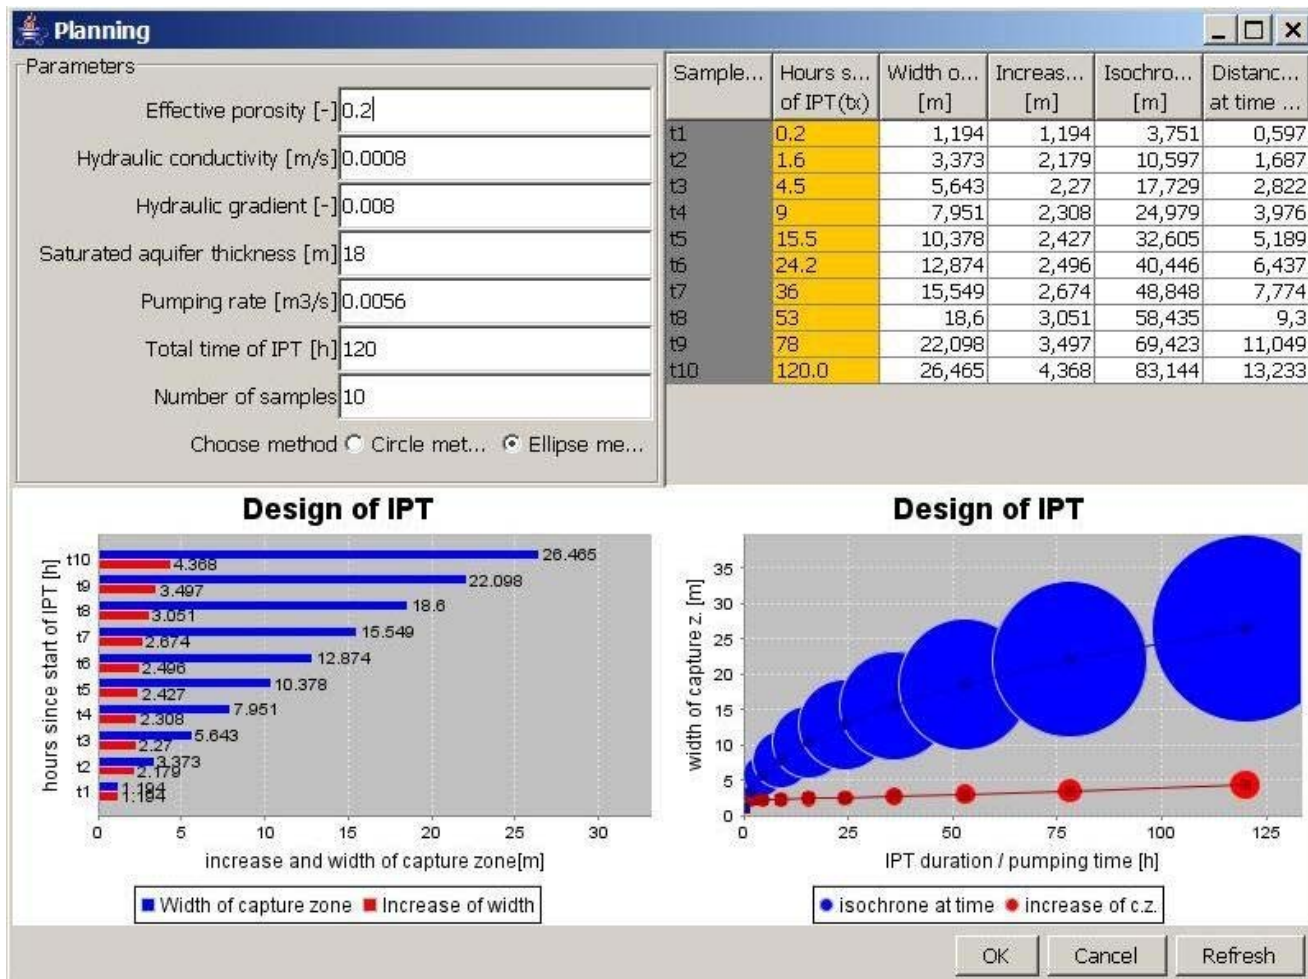 Planning
Parameters
Effective porosity [-] 0.2
Hydraulic conductivity [m/s] 0.0008
Hydraulic gradient [-] 0.008
Saturated aquifer thickness [m] 18
Pumping rate [m3/s] 0.0056
Total time of IPT [h] 120
Number of samples 10
Choose method Circle met... Ellipse me...
Sample... Hours s... Width o... Increas... Isochro... Distanc...
of IPT(tx) [m] [m] [m] at time ...
t1 0.2 1,194 1,194 3,751 0,597
t2 1.6 3,373 2,179 10,597 1,687
t3 4.5 5,643 2,27 17,729 2,822
t4 9 7,951 2,308 24,979 3,976
t5 15.5 10,378 2,427 32,605 5,189
t6 24.2 12,874 2,496 40,446 6,437
t7 36 15,549 2,674 48,848 7,774
t8 53 18,6 3,051 58,435 9,3
t9 78 22,098 3,497 69,423 11,049
t10 120.0 26,465 4,368 83,144 13,233
Design of IPT
hours since start of IPT [h]
t10 26.465
4.368
t9 22.098
3.497
t8 18.6
3.051
t7 15.549
2.674
t6 12.874
2.496
t5 10.378
2.427
t4 7.951
2.308
t3 5.643
2.27
t2 3.373
2.179
t1 1.194
1.194
0 5 10 15 20 25 30
increase and width of capture zone[m]
Width of capture zone Increase of width
Design of IPT
width of capture z. [m]
35
30
25
20
15
10
5
0
0 25 50 75 100 125
IPT duration / pumping time [h]
isochrone at time increase of c.z.
OK Cancel Refresh